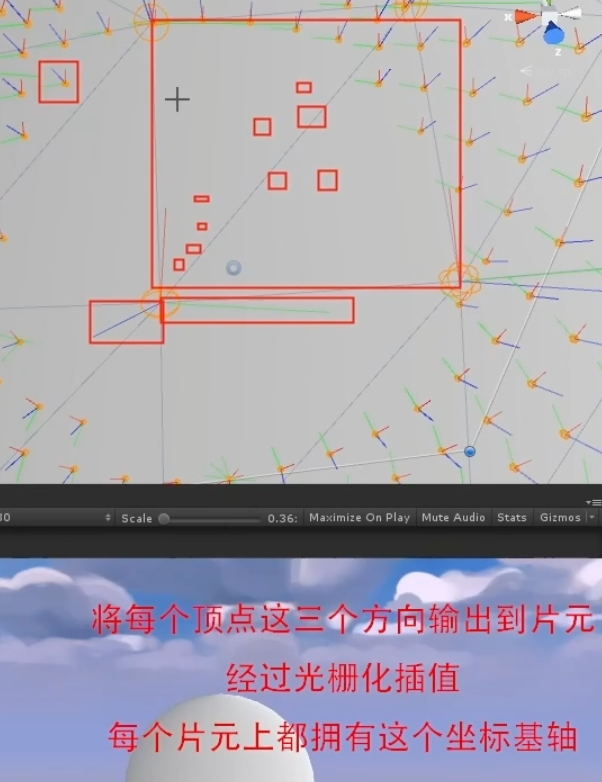 x
z
80
Scale
0.36:
Maximize On Play
Mute Audio
Stats
Gizmos
将每个顶点这三个方向输出到片元
经过光栅化插值
每个片元上都拥有这个坐标基轴